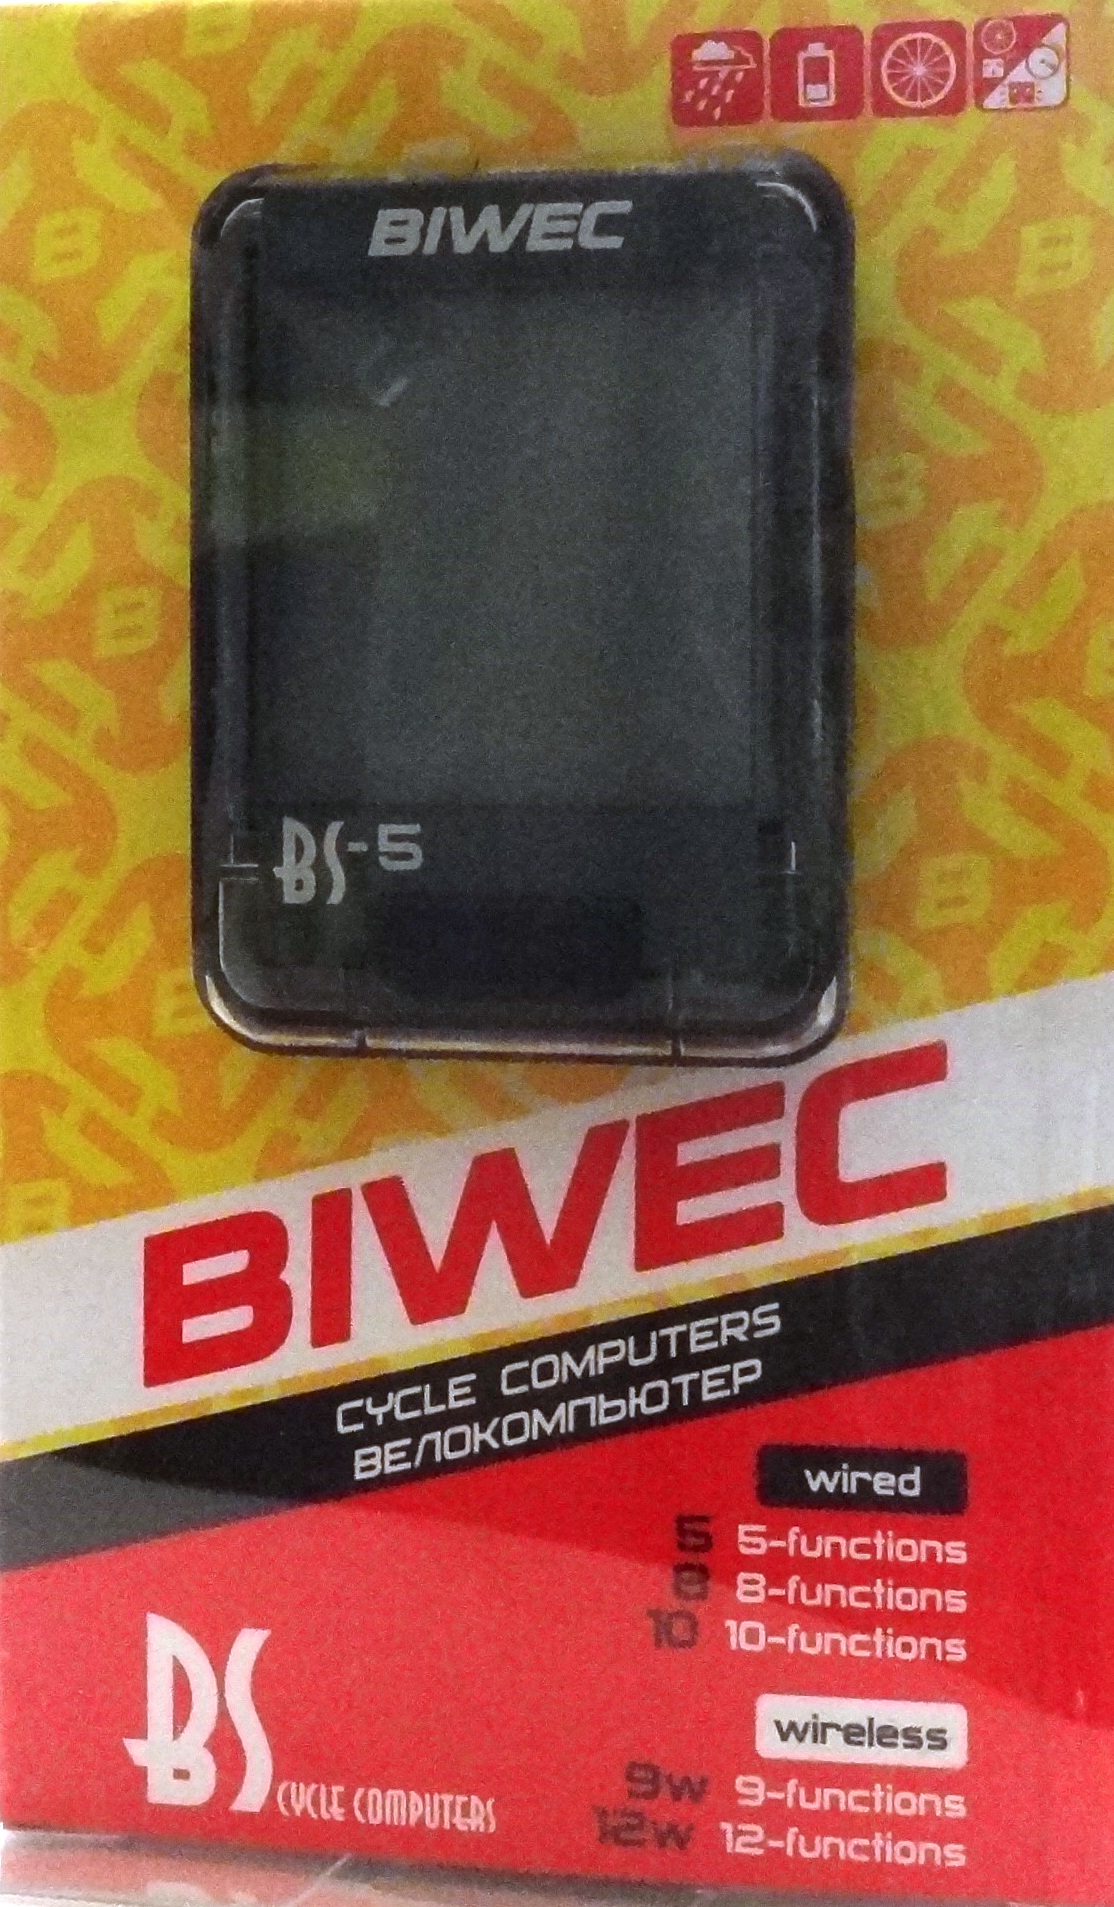 BIWEC
BS-5
BIWEC
CYCLE COMPUTERS
ВЕЛОКОМПЬЮТЕР
wired
5 5-functions
8 8-functions
10 10-functions
wireless
9w 9-functions
12w 12-functions
BS CYCLE COMPUTERS